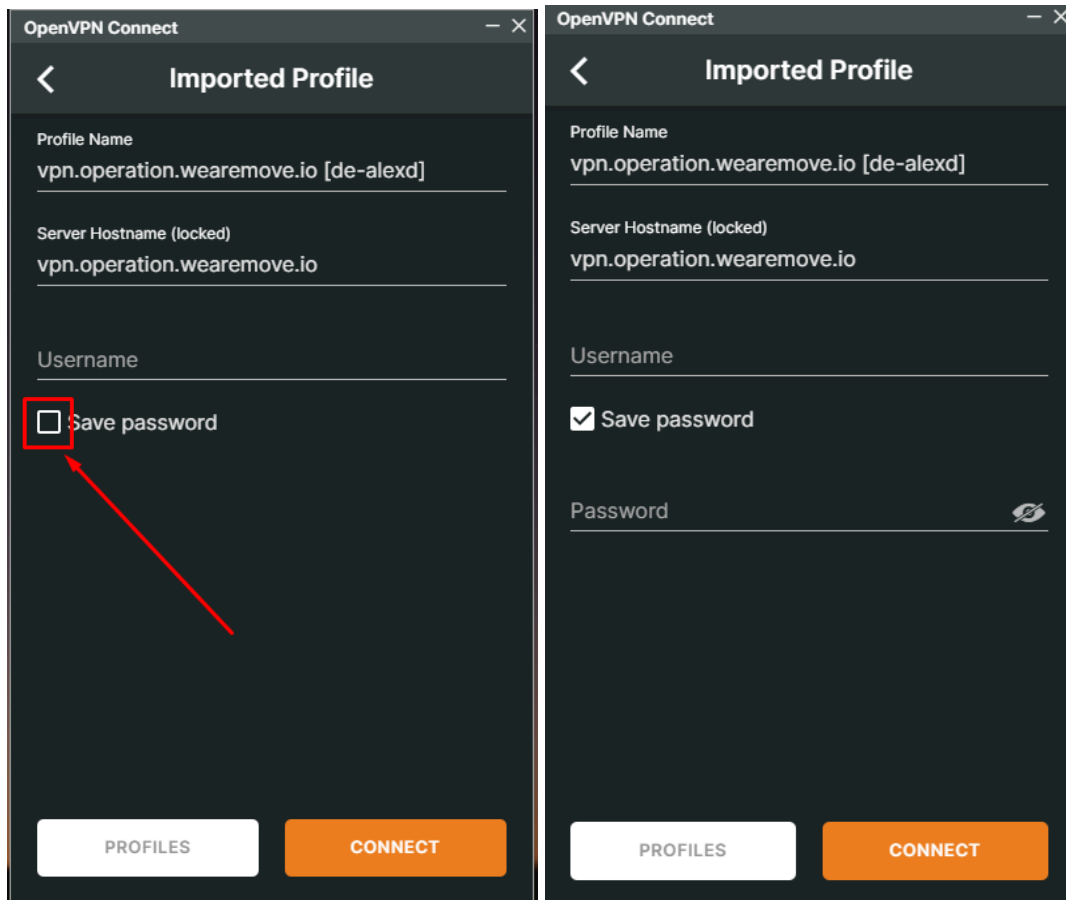 OpenVPN Connect
Imported Profile
Profile Name
vpn.operation.wearemove.io [de-alexd]
Server Hostname (locked)
vpn.operation.wearemove.io
Username
Save password
PROFILES
CONNECT
OpenVPN Connect
Imported Profile
Profile Name
vpn.operation.wearemove.io [de-alexd]
Server Hostname (locked)
vpn.operation.wearemove.io
Username
Save password
Password
PROFILES
CONNECT